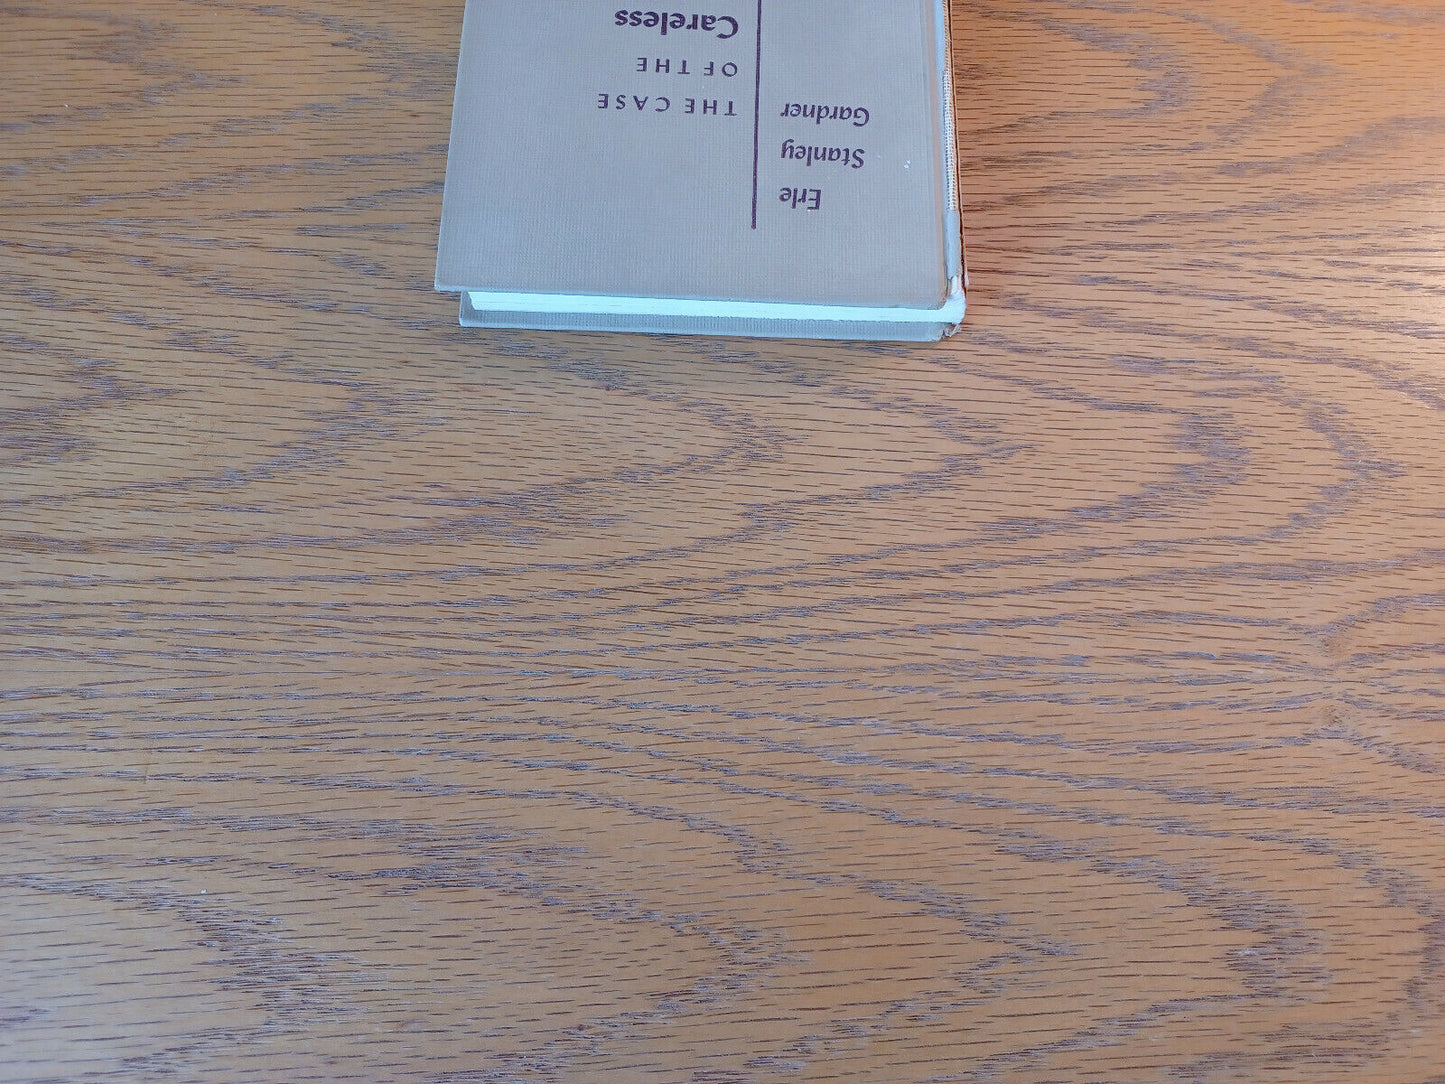 Erle
Stanley
Gardner
THE CASE
OF THE
Careless